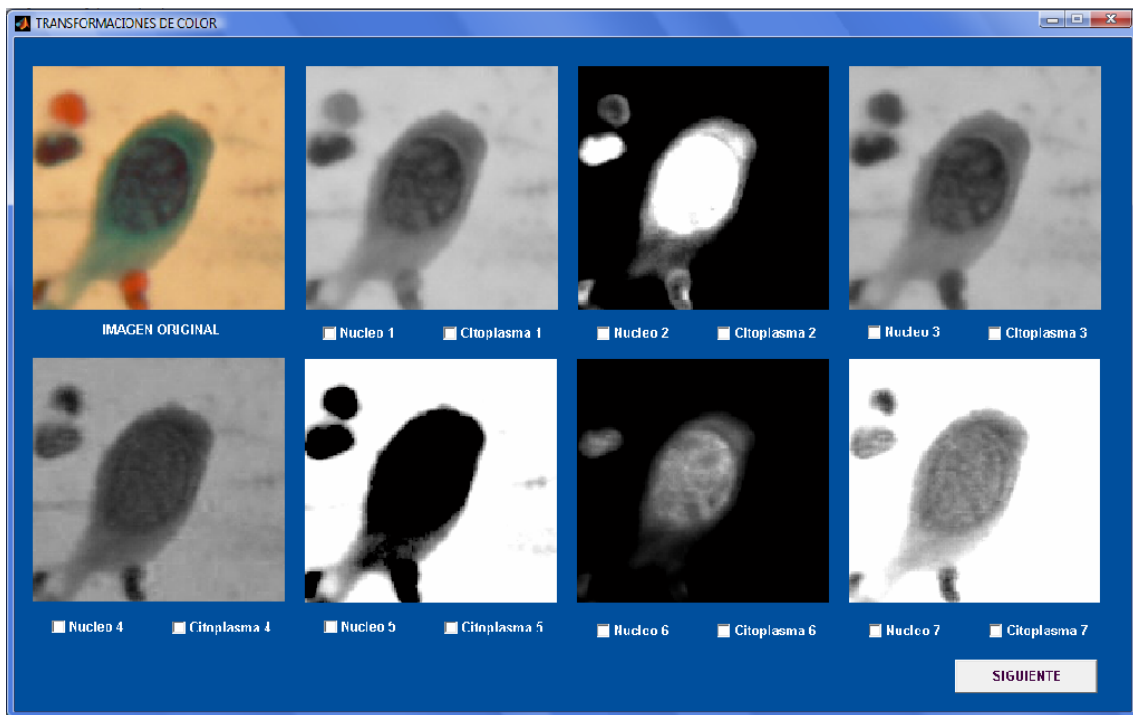 TRANSFORMACIONES DE COLOR
IMAGEN ORIGINAL
Nucleo 1 Citoplasma 1
Nucleo 2 Citoplasma 2
Nucleo 3 Citoplasma 3
Nucleo 4 Citoplasma 4
Nucleo 5 Citoplasma 5
Nucleo 6 Citoplasma 6
Nucleo 7 Citoplasma 7
SIGUIENTE